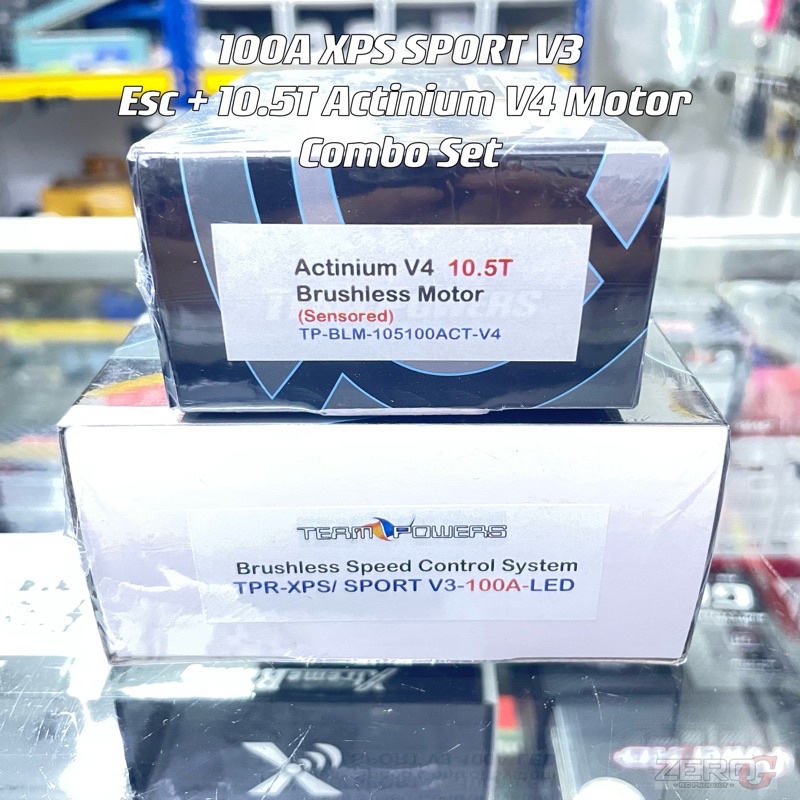 100A XPS SPORT V3
Esc + 10.5T Actinium V4 Motor
Combo Set
Actinium V4 10.5T
Brushless Motor
(Sensored)
TP-BLM-105100ACT-V4
TEAM POWERS
Brushless Speed Control System
TPR-XPS/ SPORT V3-100A-LED
ZERO G